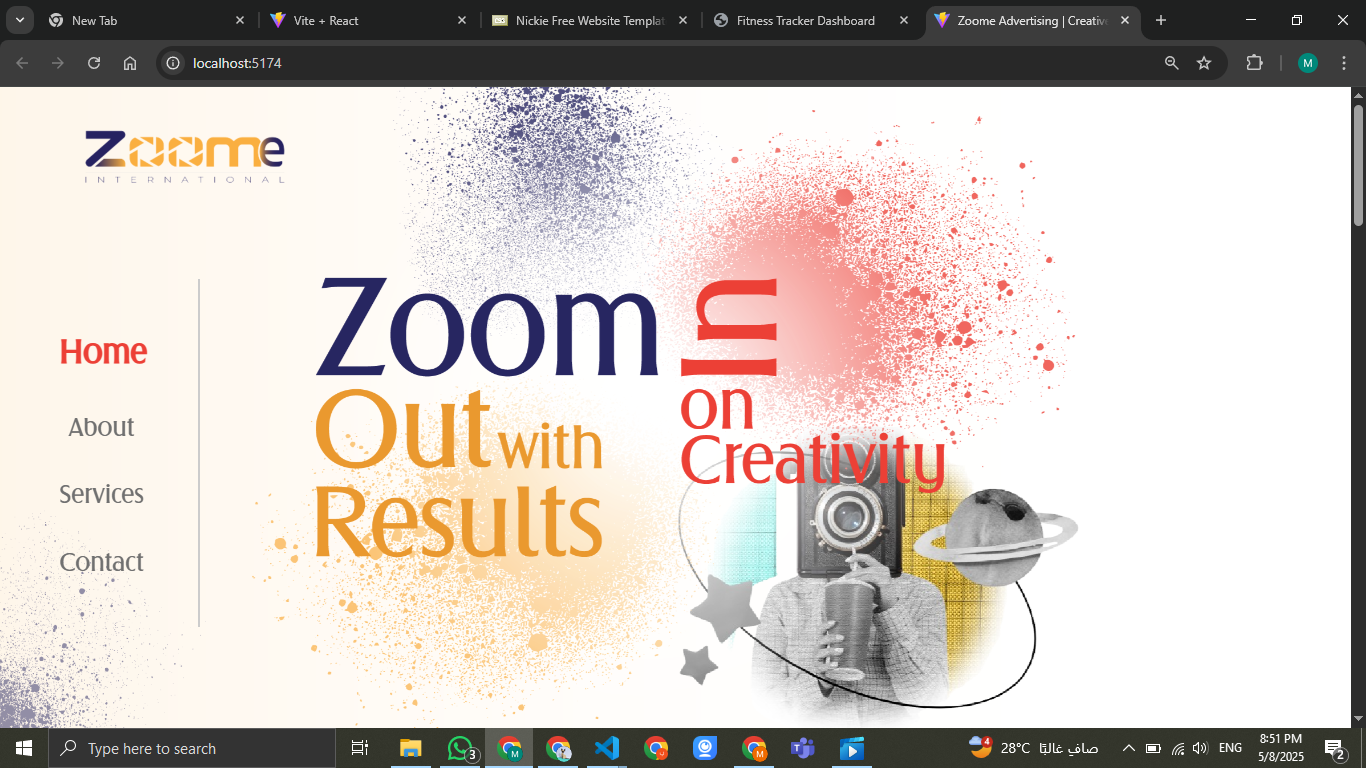 New Tab
Vite + React
Nickie Free Website Templat
Fitness Tracker Dashboard
Zoome Advertising | Creative
localhost:5174
M
Zoome
INTERNATIONAL
Home
About
Services
Contact
Zoom In
on
Creativity
Out with
Results
Type here to search
3
M
Y
M
4
28°C صافٍ غالبًا
ENG
8:51 PM
5/8/2025
2